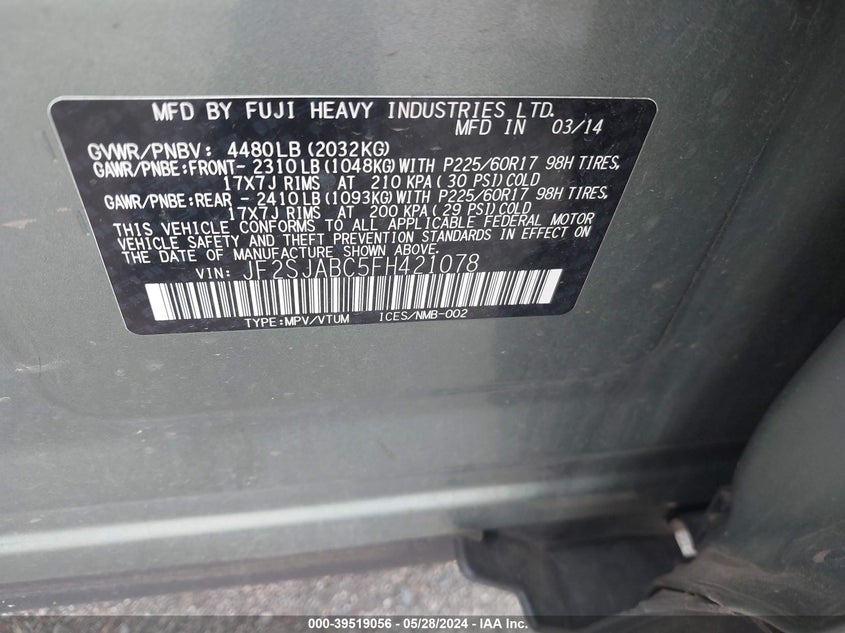 MFD BY FUJI HEAVY INDUSTRIES LTD.
MFD IN 03/14
GVWR/PNBV: 4480LB(2032KG)
GAWR/PNBE:FRONT- 2310LB(1048KG)WITH P225/60R17 98H TIRES,
17X7J RIMS AT 210 KPA(30 PSI)COLD
GAWR/PNBE:REAR - 2410LB(1093KG)WITH P225/60R17 98H TIRES,
17X7J RIMS AT 200 KPA(29 PSI)COLD
THIS VEHICLE CONFORMS TO ALL APPLICABLE FEDERAL MOTOR
VEHICLE SAFETY AND THEFT PREVENTION STANDARDS IN EFFECT ON
THE DATE OF MANUFACTURE SHOWN ABOVE.
VIN: JF2SJABC5FH421078
TYPE:MPV/VTUM ICES/NMB-002
000-39519056 - 05/28/2024 - IAA Inc.